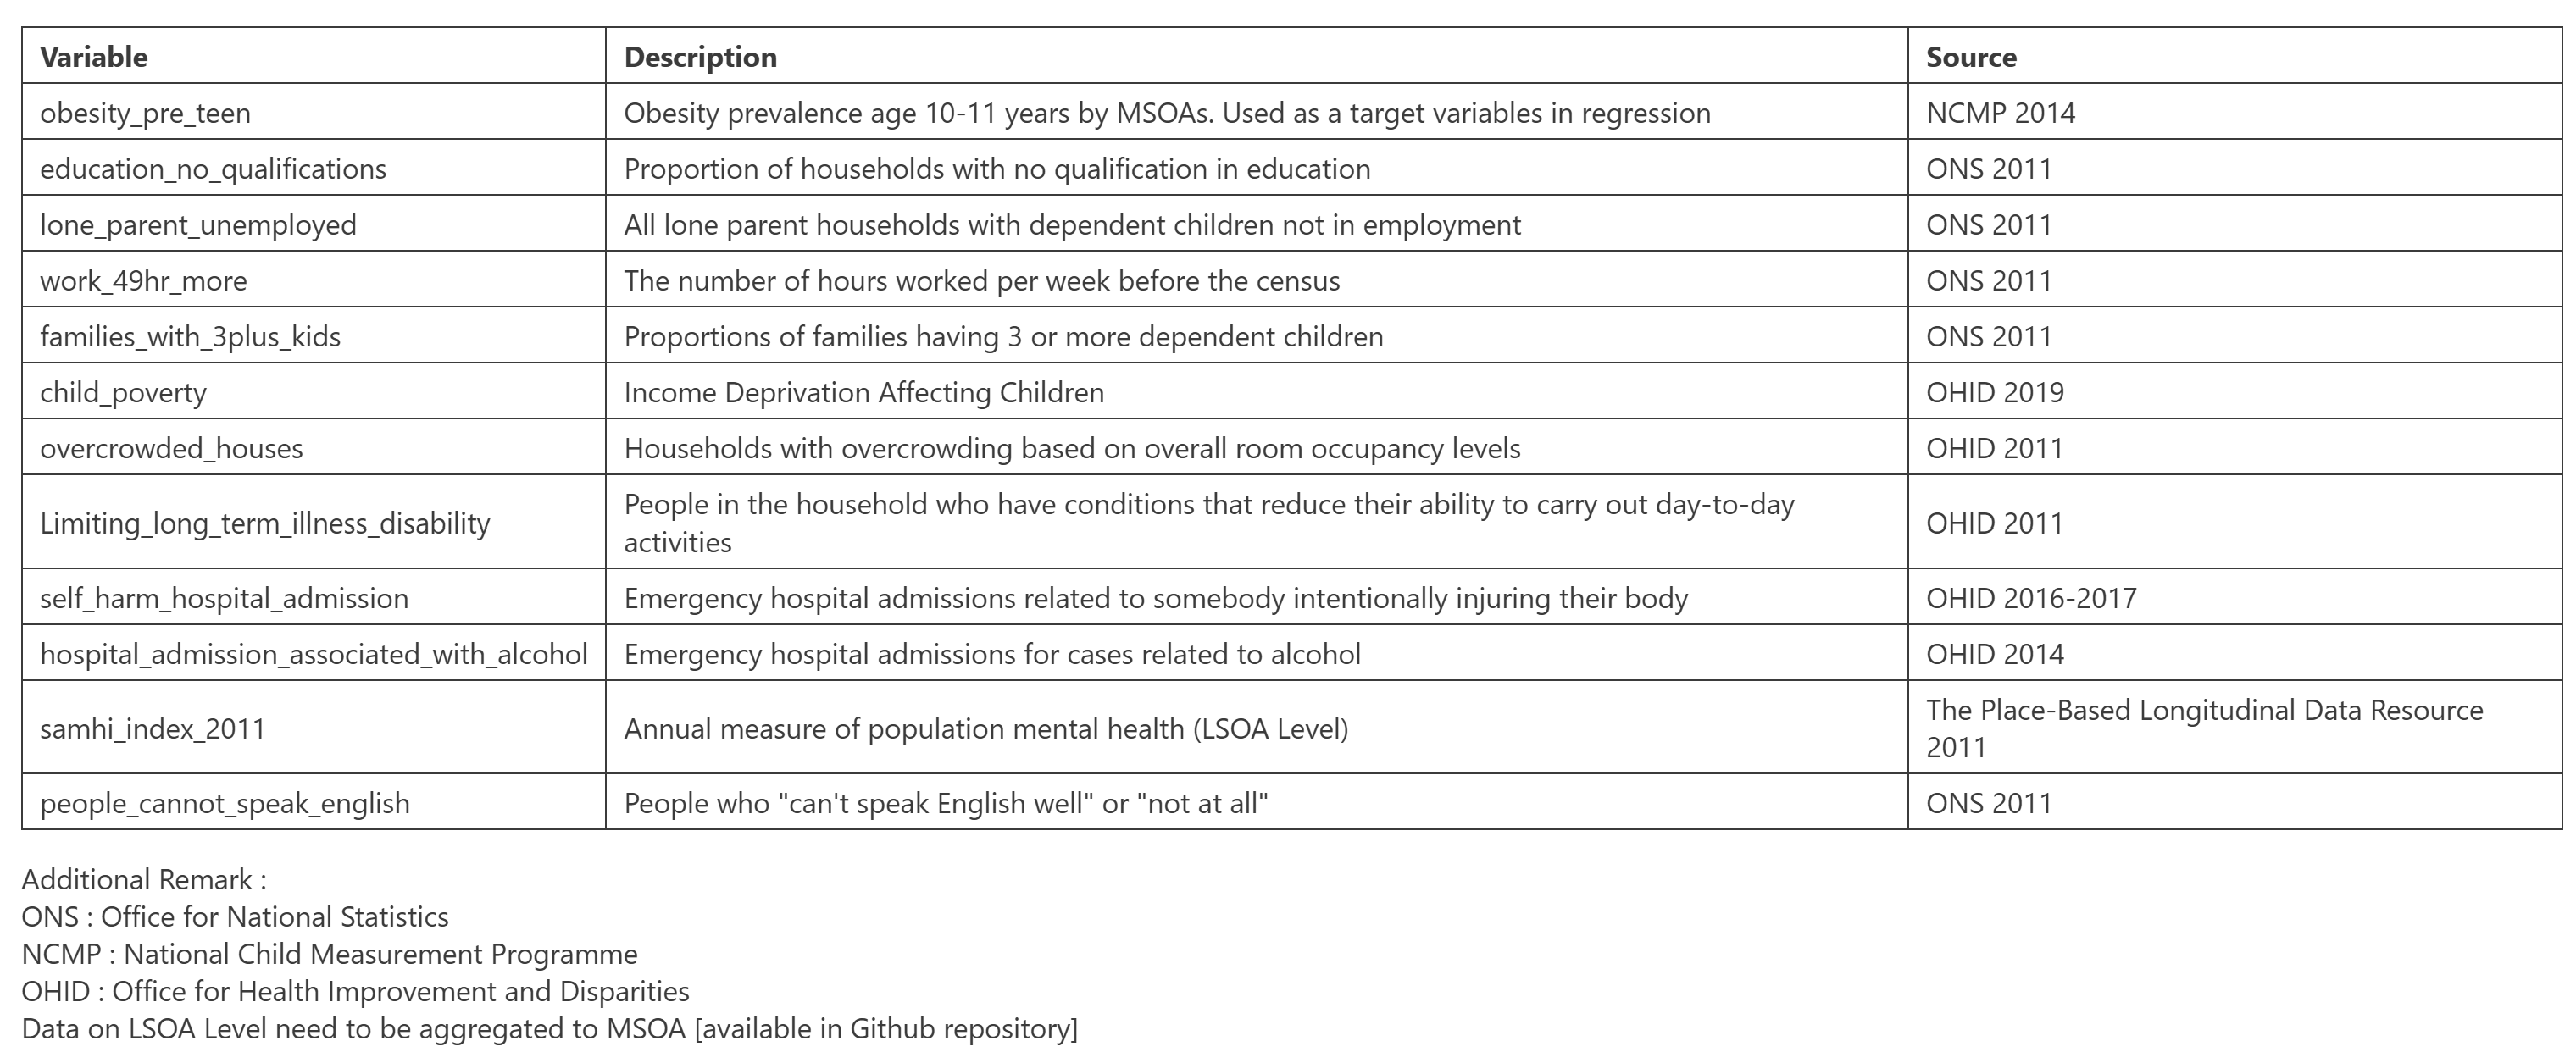 Variable Description Source
obesity_pre_teen Obesity prevalence age 10-11 years by MSOAs. Used as a target variables in regression NCMP 2014
education_no_qualifications Proportion of households with no qualification in education ONS 2011
lone_parent_unemployed All lone parent households with dependent children not in employment ONS 2011
work_49hr_more The number of hours worked per week before the census ONS 2011
families_with_3plus_kids Proportions of families having 3 or more dependent children ONS 2011
child_poverty Income Deprivation Affecting Children OHID 2019
overcrowded_houses Households with overcrowding based on overall room occupancy levels OHID 2011
Limiting_long_term_illness_disability People in the household who have conditions that reduce their ability to carry out day-to-day
activities OHID 2011
self_harm_hospital_admission Emergency hospital admissions related to somebody intentionally injuring their body OHID 2016-2017
hospital_admission_associated_with_alcohol Emergency hospital admissions for cases related to alcohol OHID 2014
samhi_index_2011 Annual measure of population mental health (LSOA Level) The Place-Based Longitudinal Data Resource
2011
people_cannot_speak_english People who "can't speak English well" or "not at all" ONS 2011
Additional Remark :
ONS : Office for National Statistics
NCMP : National Child Measurement Programme
OHID : Office for Health Improvement and Disparities
Data on LSOA Level need to be aggregated to MSOA [available in Github repository]